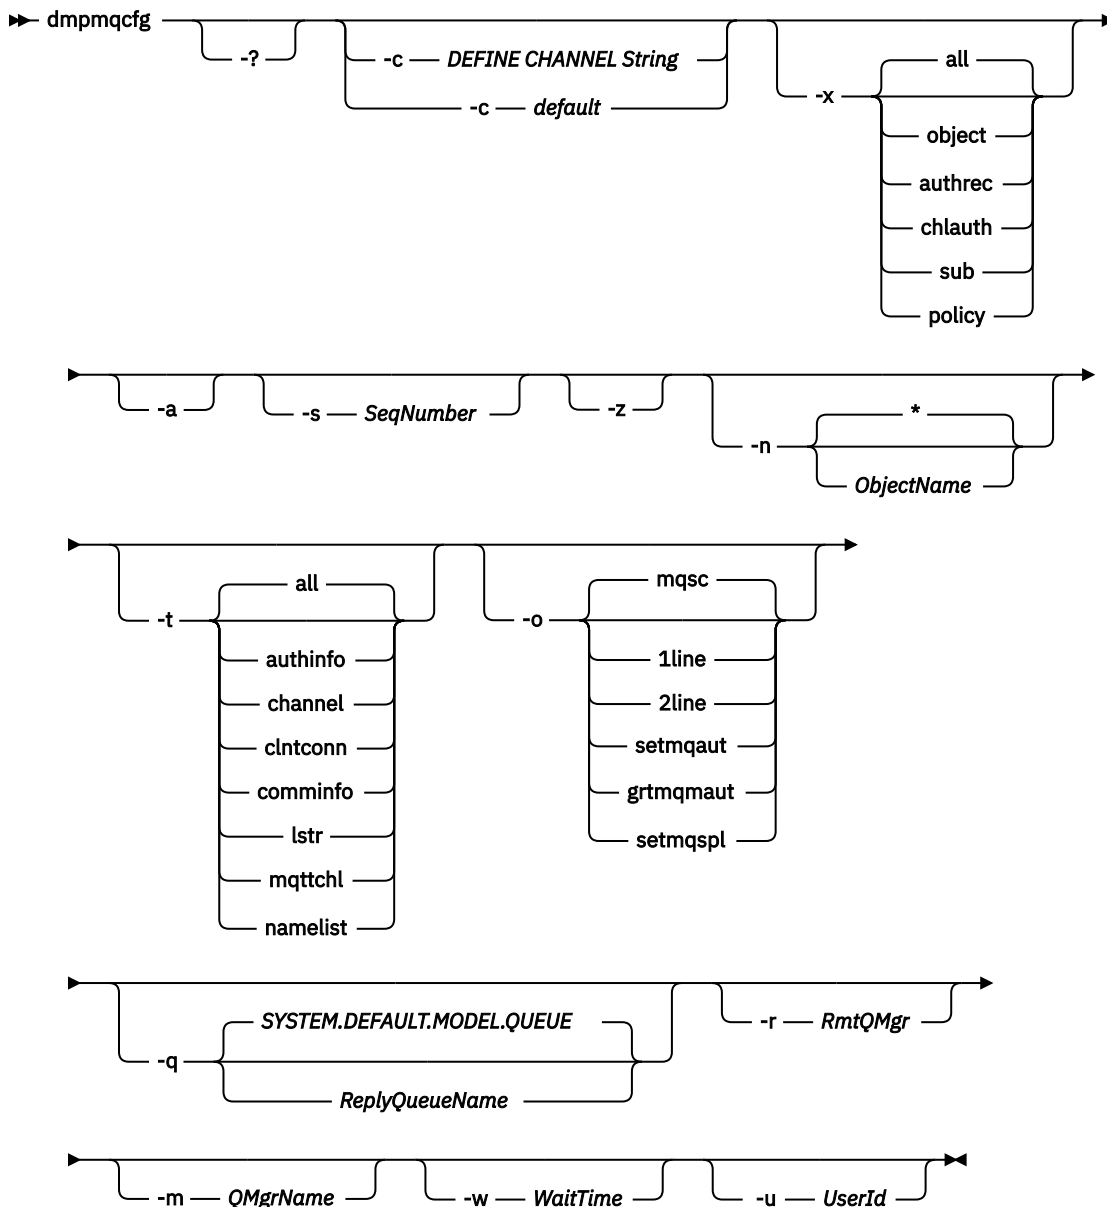 dmpmqcfg
-?
-c DEFINE CHANNEL String
-c default
-x
all
object
authrec
chlauth
sub
policy
-a
-s SeqNumber
-z
-n
*
ObjectName
-t
all
authinfo
channel
clntconn
comminfo
lstr
mqttchl
namelist
-o
mqsc
1line
2line
setmqaut
grtmqmaut
setmqspl
-q
SYSTEM.DEFAULT.MODEL.QUEUE
ReplyQueueName
-r RmtQMgr
-m QMgrName
-w WaitTime
-u UserId